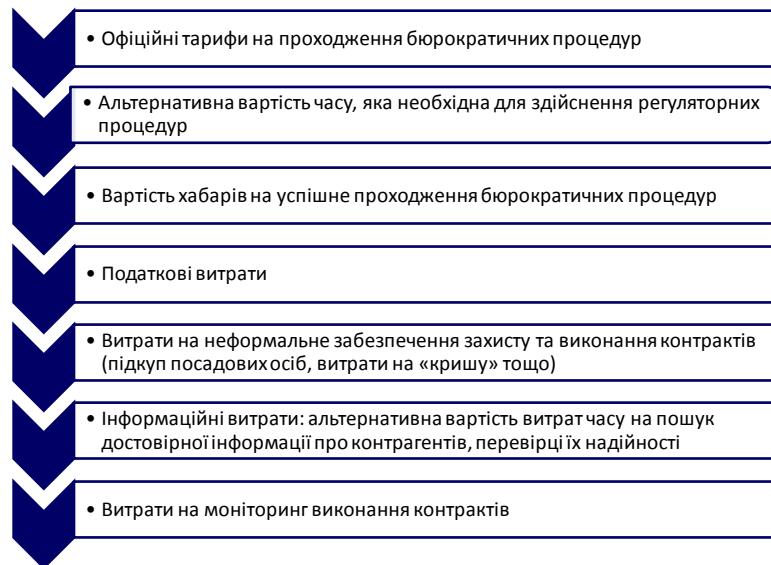 • Офіційні тарифи на проходження бюрократичних процедур
• Альтернативна вартість часу, яка необхідна для здійснення регуляторних
процедур
• Вартість хабарів на успішне проходження бюрократичних процедур
• Податкові витрати
• Витрати на неформальне забезпечення захисту та виконання контрактів
(підкуп посадових осіб, витрати на «кришу» тощо)
• Інформаційні витрати: альтернативна вартість витрат часу на пошук
достовірної інформації про контрагентів, перевірці їх надійності
• Витрати на моніторинг виконання контрактів